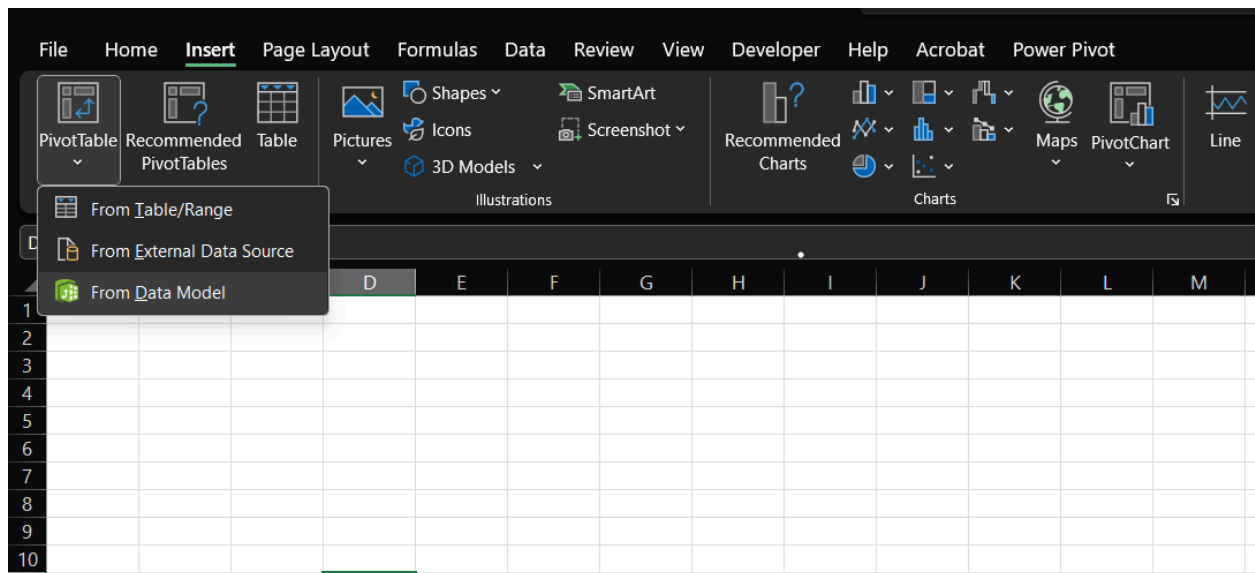 File Home Insert Page Layout Formulas Data Review View Developer Help Acrobat Power Pivot
PivotTable
Recommended
PivotTables
Table
Pictures
Shapes
Icons
3D Models
SmartArt
Screenshot
Illustrations
Recommended
Charts
Maps
PivotChart
Charts
Line
From Table/Range
From External Data Source
From Data Model
D E F G H I J K L M
1
2
3
4
5
6
7
8
9
10